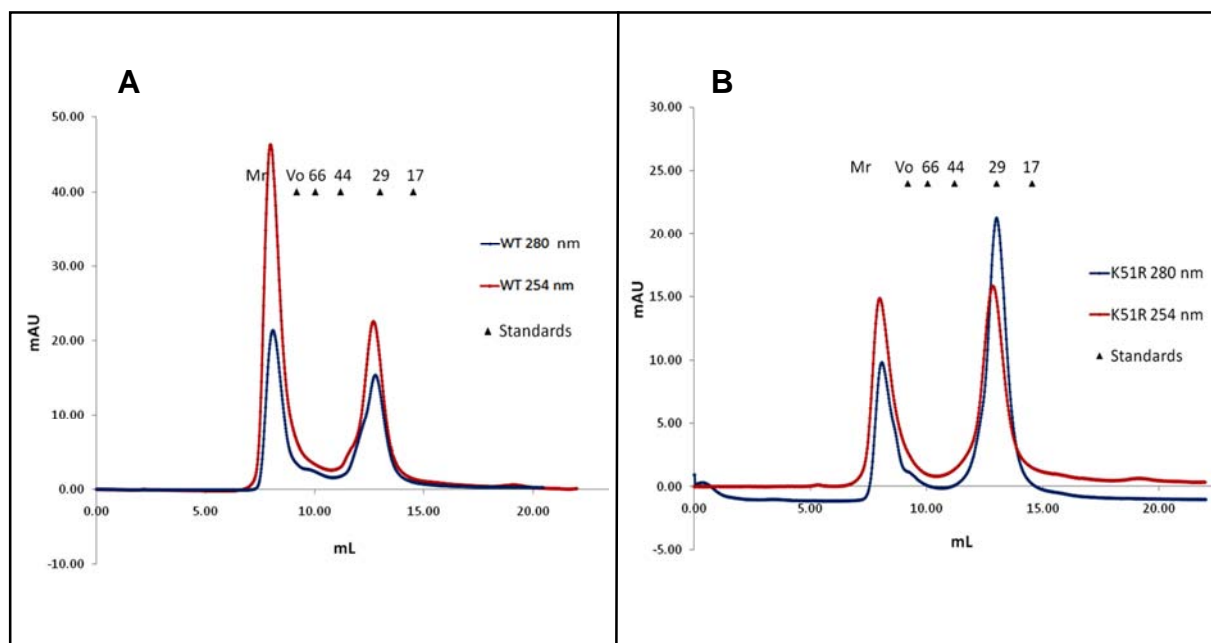 A
50.00
40.00
30.00
20.00
10.00
0.00
-10.00
mAU
Mr Vo 66 44 29 17
WT 280 nm
WT 254 nm
▲ Standards
0.00 5.00 10.00 15.00 20.00
mL
B
30.00
25.00
20.00
15.00
10.00
5.00
0.00
-5.00
mAU
Mr Vo 66 44 29 17
K51R 280 nm
K51R 254 nm
▲ Standards
0.00 5.00 10.00 15.00 20.00
mL